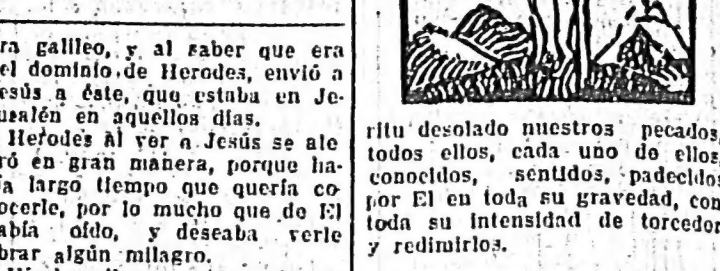 ra galileo, y al saber que era
el dominio de Herodes, envió a
esús a éste, que estaba en Je-
usalén en aquellos días.
Herodes al ver a Jesús se ale
ró en gran manera, porque ha-
ía largo tiempo que quería co
ocerle, por lo mucho que de El
abía oído, y deseaba verle
brar algún milagro.
ritu desolado nuestros pecados,
todos ellos, cada uno de ellos
conocidos, sentidos, padecidos
por El en toda su gravedad, con
toda su intensidad de torcedor
y redimirlos.